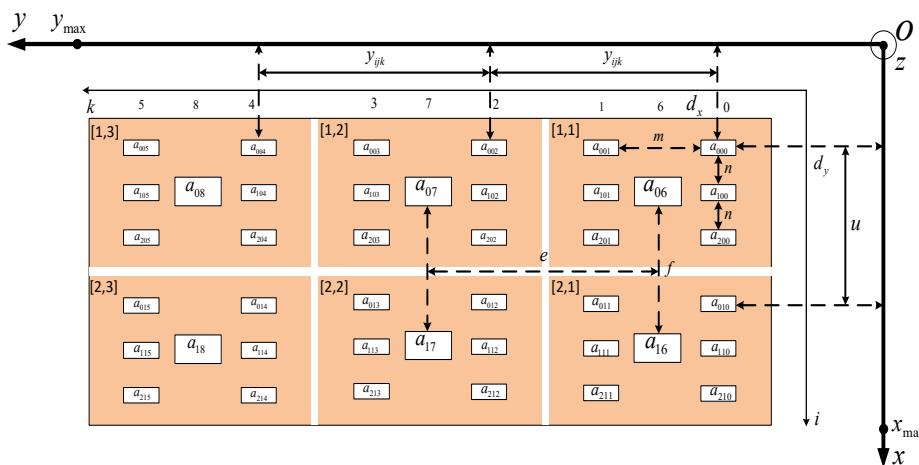 y y_max O
z
y_ijk y_ijk
k 5 8 4 3 7 2 1 6 d_x 0
[1,3] [1,2] [1,1]
a_005 a_004 a_003 a_002 a_001 m a_000
n d_y
a_105 a_08 a_104 a_103 a_07 a_102 a_101 a_06 a_100
n u
a_205 a_204 a_203 a_202 a_201 a_200
e f
[2,3] [2,2] [2,1]
a_015 a_014 a_013 a_012 a_011 a_010
a_115 a_18 a_114 a_113 a_17 a_112 a_111 a_16 a_110
a_215 a_214 a_213 a_212 a_211 a_210
i x_ma
x